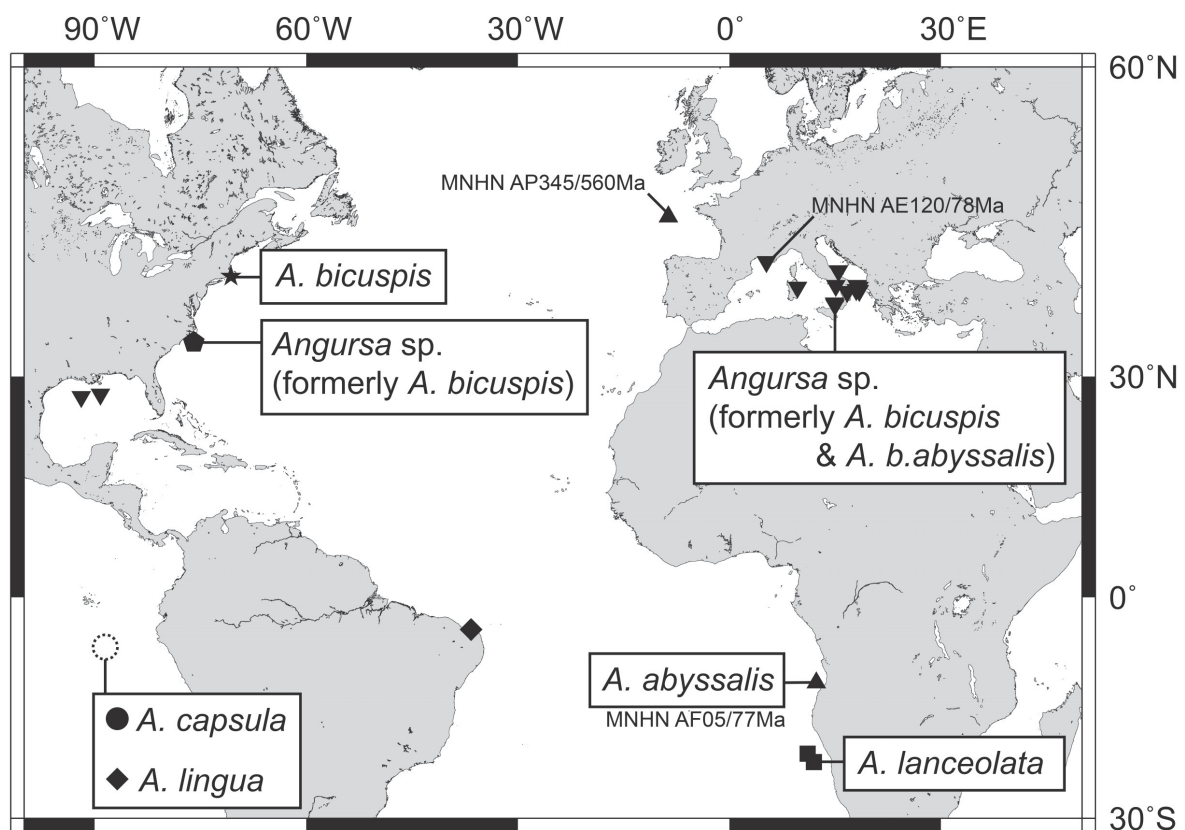 90°W 60°W 30°W 0° 30°E
60°N
MNHN AP345/560Ma
MNHN AE120/78Ma
A. bicuspis
Angursa sp.
(formerly A. bicuspis)
Angursa sp.
(formerly A. bicuspis
& A. b.abyssalis)
30°N
0°
A. abyssalis
MNHN AF05/77Ma
A. capsula
A. lingua
A. lanceolata
30°S